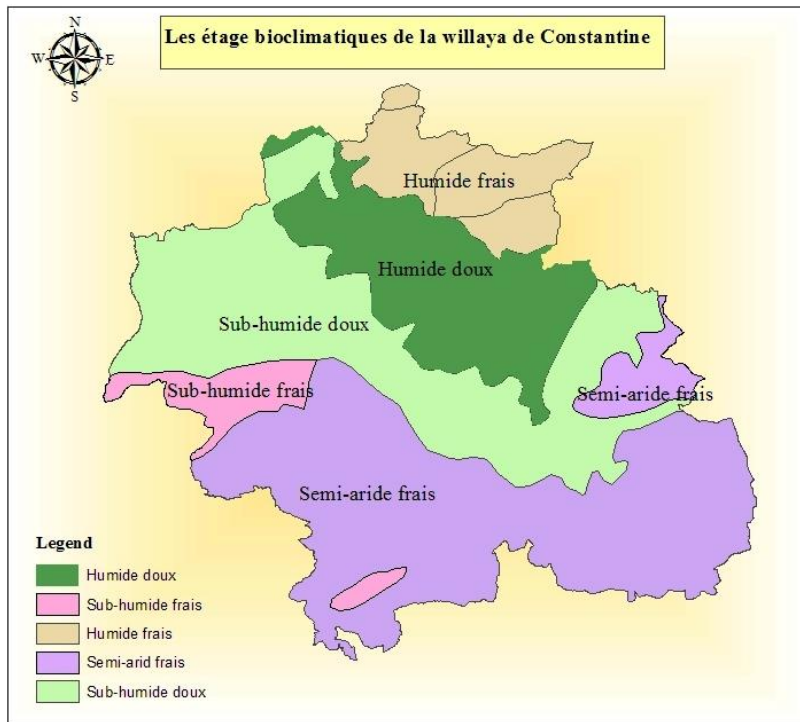 Les étage bioclimatiques de la willaya de Constantine
N
W
E
S
Humide frais
Humide doux
Sub-humide doux
Sub-humide frais
Semi-aride frais
Semi-aride frais
Legend
Humide doux
Sub-humide frais
Humide frais
Semi-arid frais
Sub-humide doux